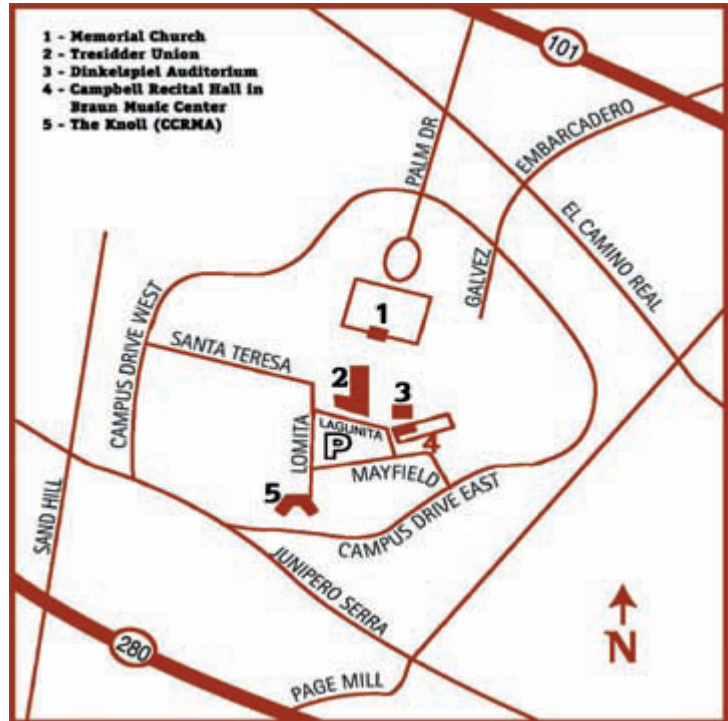 1 - Memorial Church
2 - Tresidder Union
3 - Dinkelspiel Auditorium
4 - Campbell Recital Hall in
Braun Music Center
5 - The Knoll (CCRMA)
101
PALM DR
EMBARCADERO
EL CAMINO REAL
GALVEZ
CAMPUS DRIVE WEST
SANTA TERESA
1
2
3
LAGUNITA
4
P
LOMITA
MAYFIELD
5
CAMPUS DRIVE EAST
SAND HILL
JUNIPERO SERRA
280
PAGE MILL
N